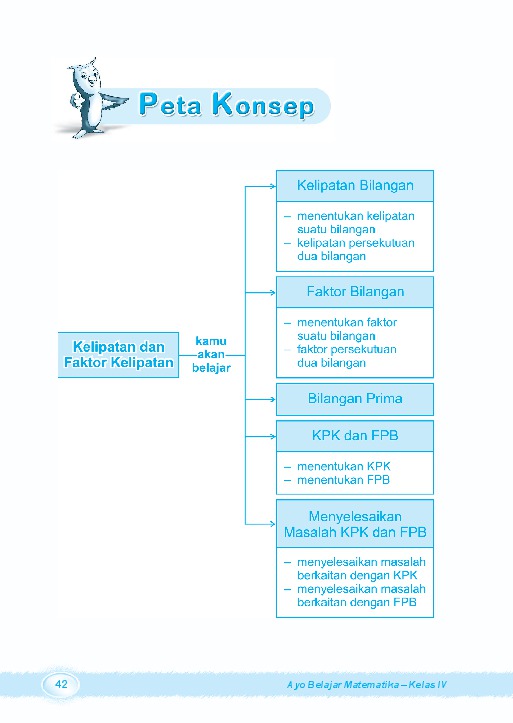 Peta Konsep
Kelipatan dan
Faktor Kelipatan
kamu
akan
belajar
Kelipatan Bilangan
– menentukan kelipatan
suatu bilangan
– kelipatan persekutuan
dua bilangan
Faktor Bilangan
– menentukan faktor
suatu bilangan
– faktor persekutuan
dua bilangan
Bilangan Prima
KPK dan FPB
– menentukan KPK
– menentukan FPB
Menyelesaikan
Masalah KPK dan FPB
– menyelesaikan masalah
berkaitan dengan KPK
– menyelesaikan masalah
berkaitan dengan FPB
42
Ayo Belajar Matematika – Kelas IV